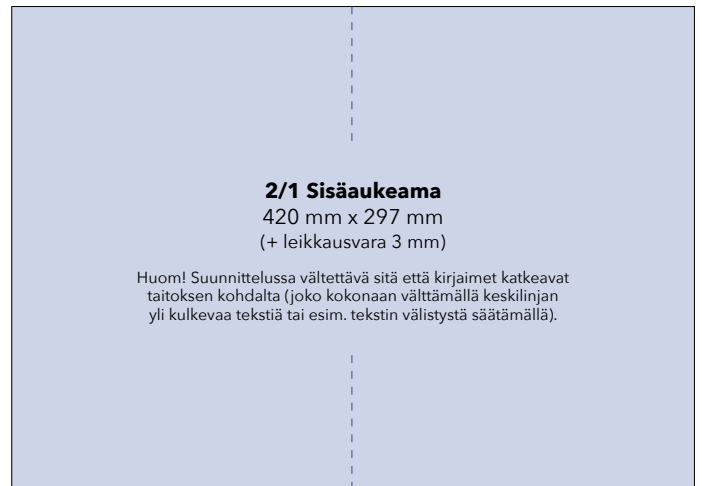 2/1 Sisäaukeama
420 mm x 297 mm
(+ leikkausvara 3 mm)
Huom! Suunnittelussa vältettävä sitä että kirjaimet katkeavat
taitoksen kohdalta (joko kokonaan välttämällä keskilinjan
yli kulkevaa tekstiä tai esim. tekstin välistystä säätämällä).